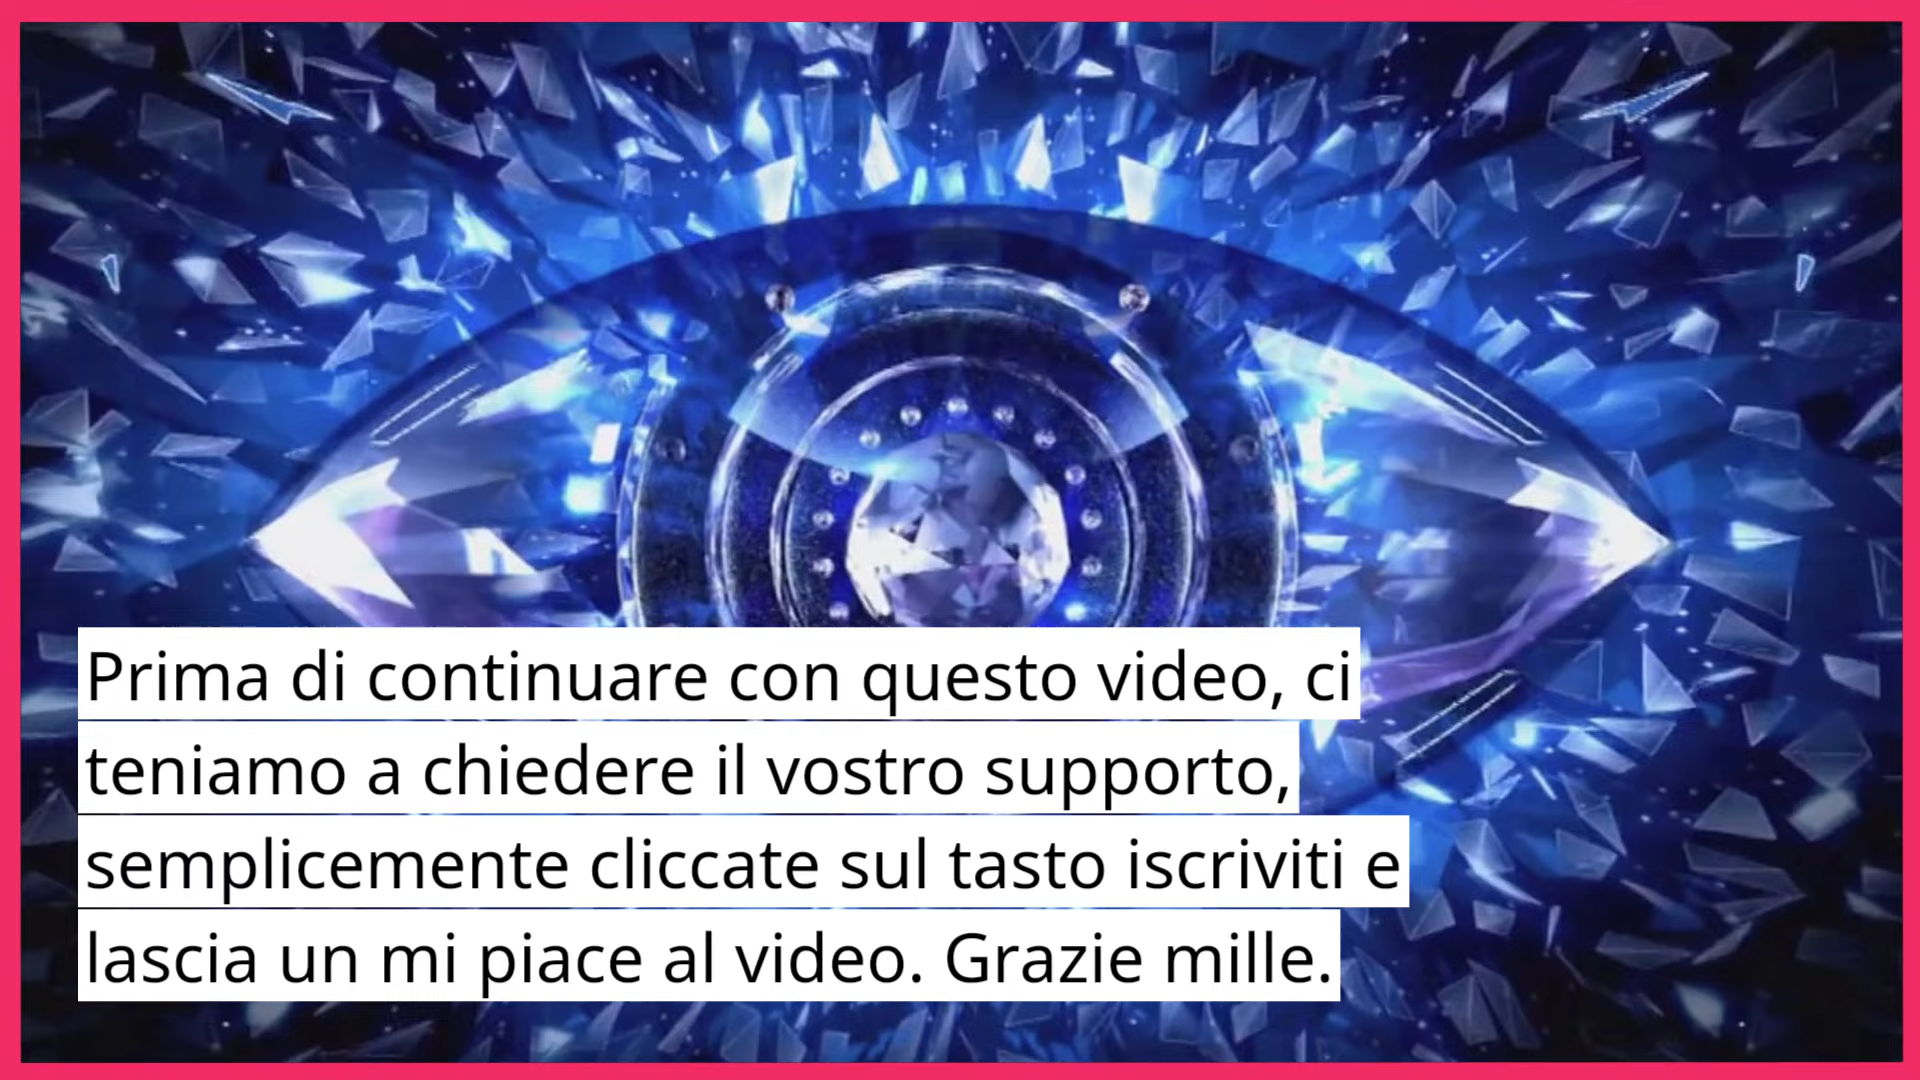 Prima di continuare con questo video, ci
teniamo a chiedere il vostro supporto,
semplicemente cliccate sul tasto iscriviti e
lascia un mi piace al video. Grazie mille.